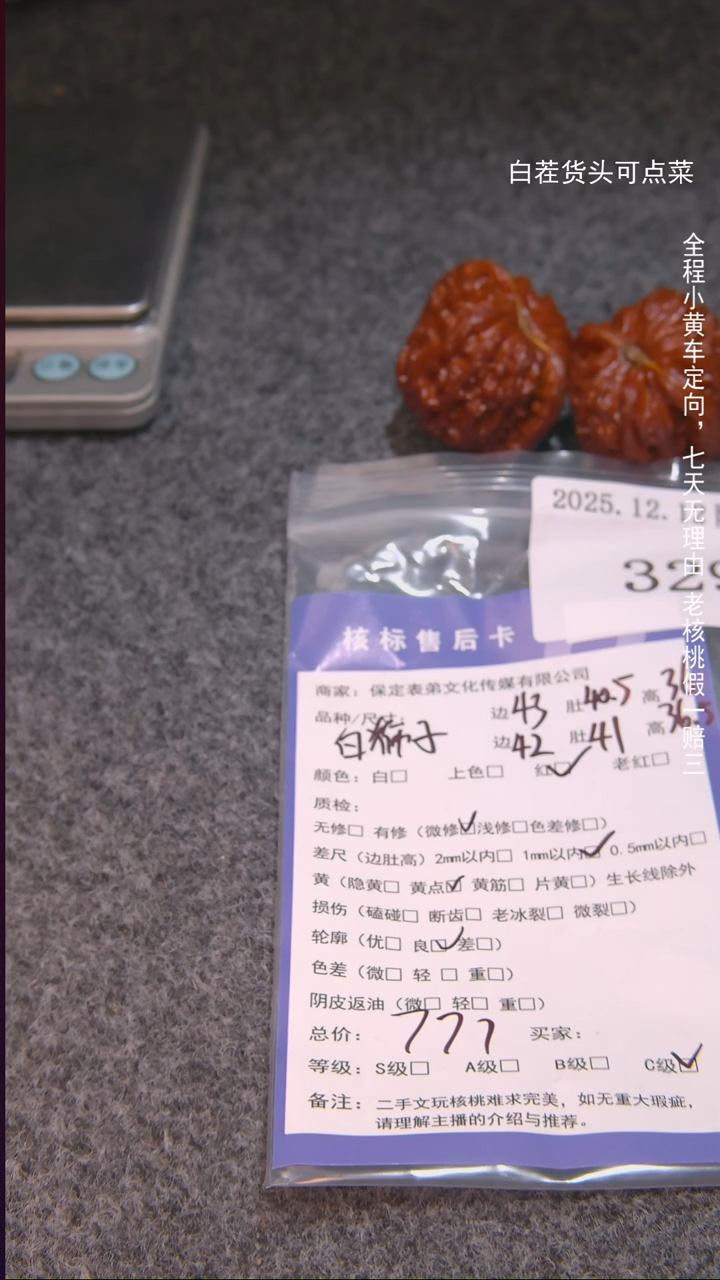 白茬货头可点菜
全程小黄车定向，七天无理由 老核桃假一赔三
2025.12.
329
核标售后卡
商家：保定表弟文化传媒有限公司
品种/尺寸： 边43 肚40.5 高
白狮子 边42 肚41 高36.5
颜色：白□ 上色□ 红☑ 老红□
质检：
无修□ 有修（微修☑浅修□色差修□）
差尺（边肚高）2mm以内□ 1mm以内☑ 0.5mm以内□
黄（隐黄□ 黄点☑ 黄筋□ 片黄□）生长线除外
损伤（磕碰□ 断齿□ 老冰裂□ 微裂□）
轮廓（优□ 良☑ 差□）
色差（微□ 轻 □ 重□）
阴皮返油（微□ 轻□ 重□）
总价：777 买家：
等级：S级□ A级□ B级□ C级☑
备注：二手文玩核桃难求完美，如无重大瑕疵，
请理解主播的介绍与推荐。